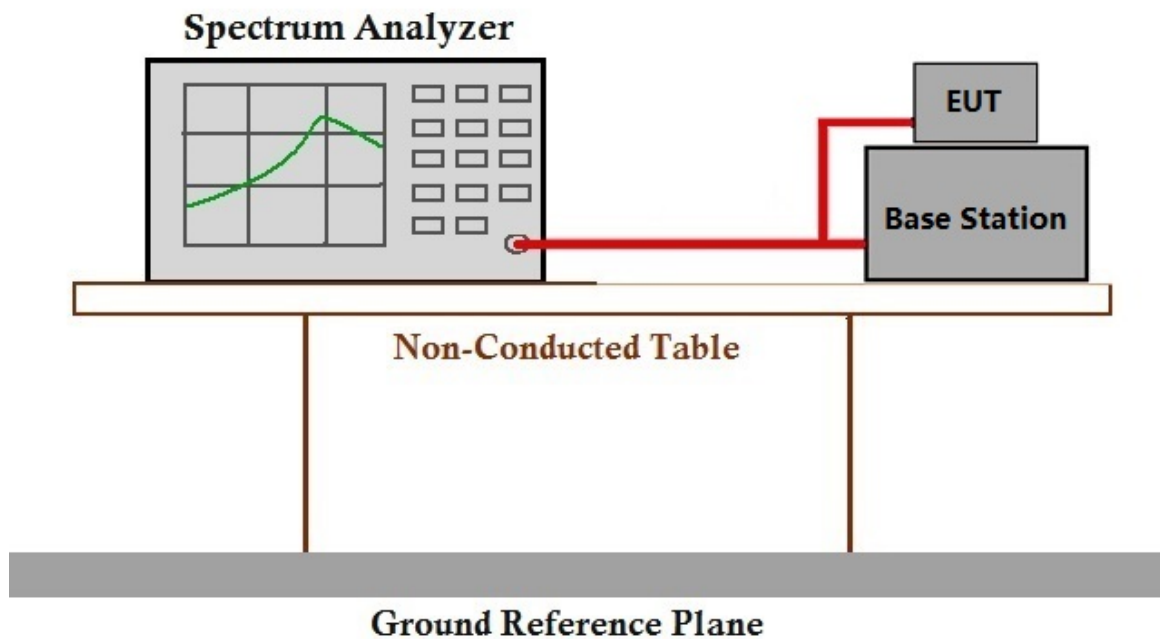 Spectrum Analyzer
EUT
Base Station
Non-Conducted Table
Ground Reference Plane